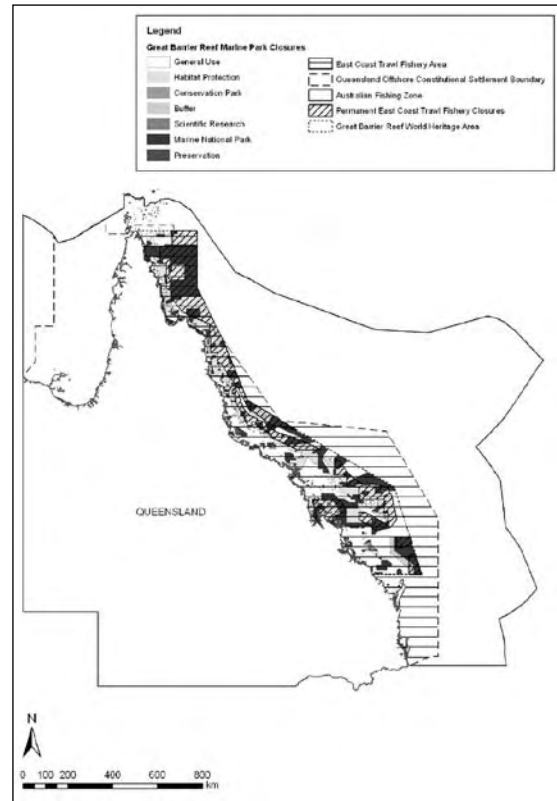 Legend
Great Barrier Reef Marine Park Closures
General Use
Habitat Protection
Conservation Park
Buffer
Scientific Research
Marine National Park
Preservation
East Coast Trawl Fishery Area
Queensland Offshore Constitutional Settlement Boundary
Australian Fishing Zone
Permanent East Coast Trawl Fishery Closures
Great Barrier Reef World Heritage Area
QUEENSLAND
N
0 100 200 400 600 800
km